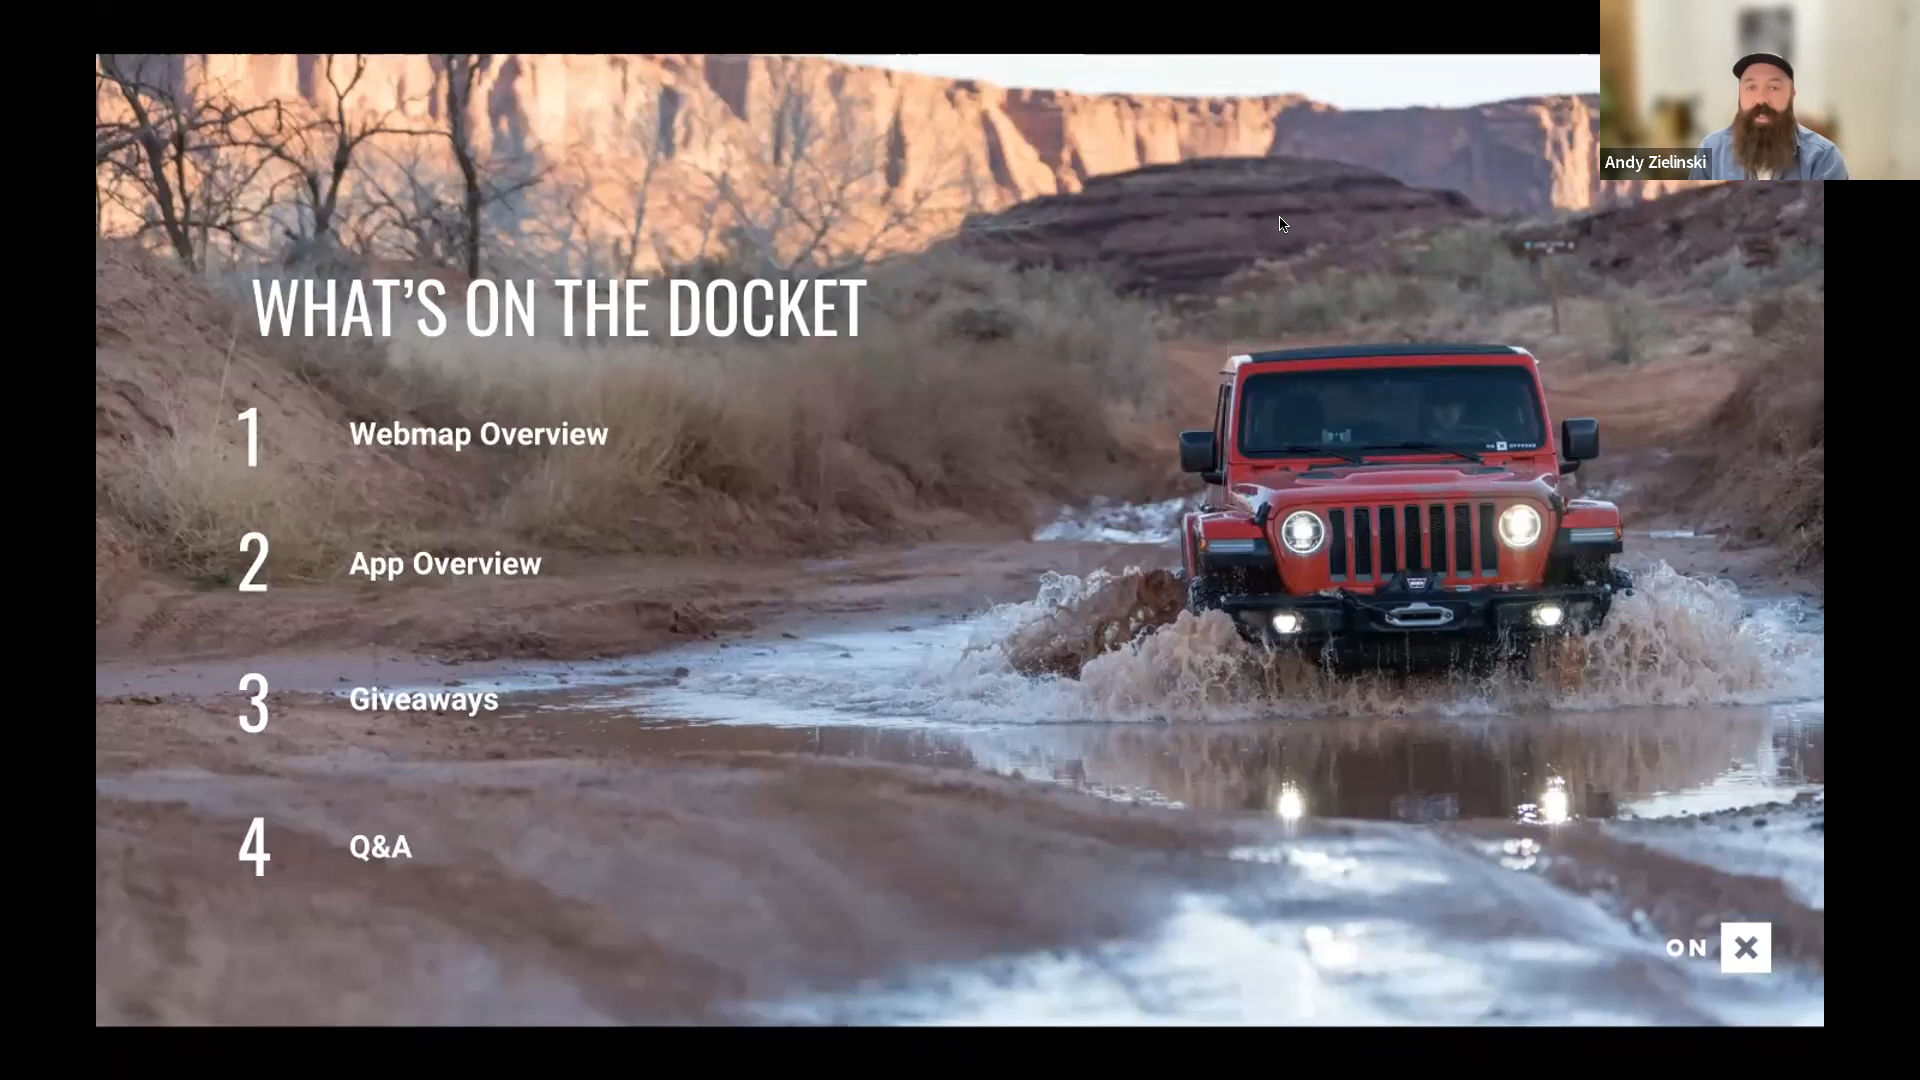 Andy Zielinski
WHAT’S ON THE DOCKET
1 Webmap Overview
2 App Overview
3 Giveaways
4 Q&A
ON X